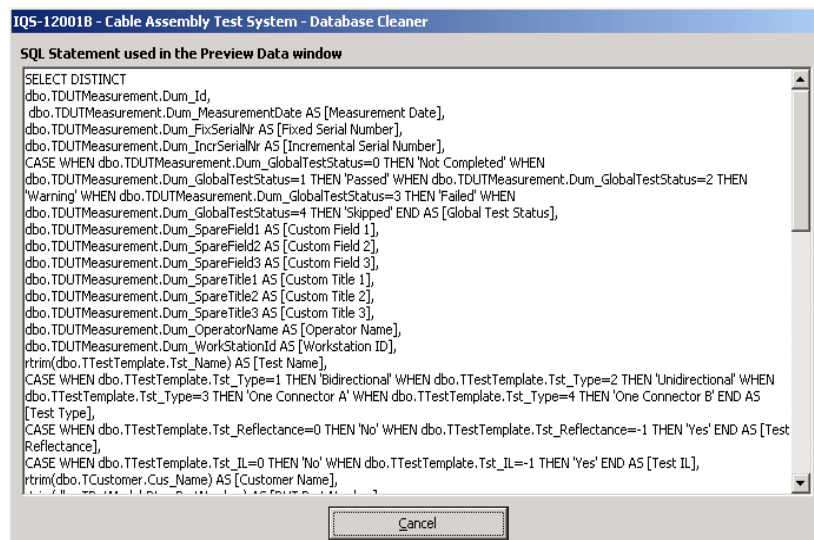 IQS-12001B - Cable Assembly Test System - Database Cleaner
SQL Statement used in the Preview Data window
SELECT DISTINCT
dbo.TDUTMeasurement.Dum_Id,
dbo.TDUTMeasurement.Dum_MeasurementDate AS [Measurement Date],
dbo.TDUTMeasurement.Dum_FixSerialNr AS [Fixed Serial Number],
dbo.TDUTMeasurement.Dum_IncrSerialNr AS [Incremental Serial Number],
CASE WHEN dbo.TDUTMeasurement.Dum_GlobalTestStatus=0 THEN 'Not Completed' WHEN
dbo.TDUTMeasurement.Dum_GlobalTestStatus=1 THEN 'Passed' WHEN dbo.TDUTMeasurement.Dum_GlobalTestStatus=2 THEN
'Warning' WHEN dbo.TDUTMeasurement.Dum_GlobalTestStatus=3 THEN 'Failed' WHEN
dbo.TDUTMeasurement.Dum_GlobalTestStatus=4 THEN 'Skipped' END AS [Global Test Status],
dbo.TDUTMeasurement.Dum_SpareField1 AS [Custom Field 1],
dbo.TDUTMeasurement.Dum_SpareField2 AS [Custom Field 2],
dbo.TDUTMeasurement.Dum_SpareField3 AS [Custom Field 3],
dbo.TDUTMeasurement.Dum_SpareTitle1 AS [Custom Title 1],
dbo.TDUTMeasurement.Dum_SpareTitle2 AS [Custom Title 2],
dbo.TDUTMeasurement.Dum_SpareTitle3 AS [Custom Title 3],
dbo.TDUTMeasurement.Dum_OperatorName AS [Operator Name],
dbo.TDUTMeasurement.Dum_WorkStationId AS [Workstation ID],
rtrim(dbo.TTestTemplate.Tst_Name) AS [Test Name],
CASE WHEN dbo.TTestTemplate.Tst_Type=1 THEN 'Bidirectional' WHEN dbo.TTestTemplate.Tst_Type=2 THEN 'Unidirectional' WHEN
dbo.TTestTemplate.Tst_Type=3 THEN 'One Connector A' WHEN dbo.TTestTemplate.Tst_Type=4 THEN 'One Connector B' END AS
[Test Type],
CASE WHEN dbo.TTestTemplate.Tst_Reflectance=0 THEN 'No' WHEN dbo.TTestTemplate.Tst_Reflectance=-1 THEN 'Yes' END AS [Test
Reflectance],
CASE WHEN dbo.TTestTemplate.Tst_IL=0 THEN 'No' WHEN dbo.TTestTemplate.Tst_IL=-1 THEN 'Yes' END AS [Test IL],
rtrim(dbo.TCustomer.Cus_Name) AS [Customer Name],
Cancel